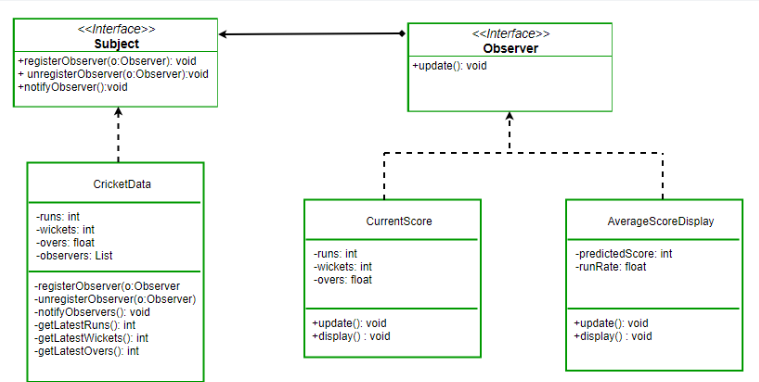 <<Interface>>
Subject
+registerObserver(o:Observer): void
+ unregisterObserver(o:Observer):void
+notifyObserver():void
<<Interface>>
Observer
+update(): void
CricketData
-runs: int
-wickets: int
-overs: float
-observers: List
-registerObserver(o:Observer
-unregisterObserver(o:Observer)
-notifyObservers(): void
-getLatestRuns(): int
-getLatestWickets(): int
-getLatestOvers(): int
CurrentScore
-runs: int
-wickets: int
-overs: float
+update(): void
+display() : void
AverageScoreDisplay
-predictedScore: int
-runRate: float
+update(): void
+display() : void